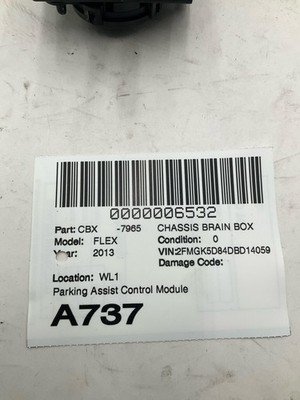 0000006532
Part: CBX -7965 CHASSIS BRAIN BOX
Model: FLEX Condition: 0
Year: 2013 VIN:2FMGK5D84DBD14059
Damage Code:
Location: WL1
Parking Assist Control Module
A737